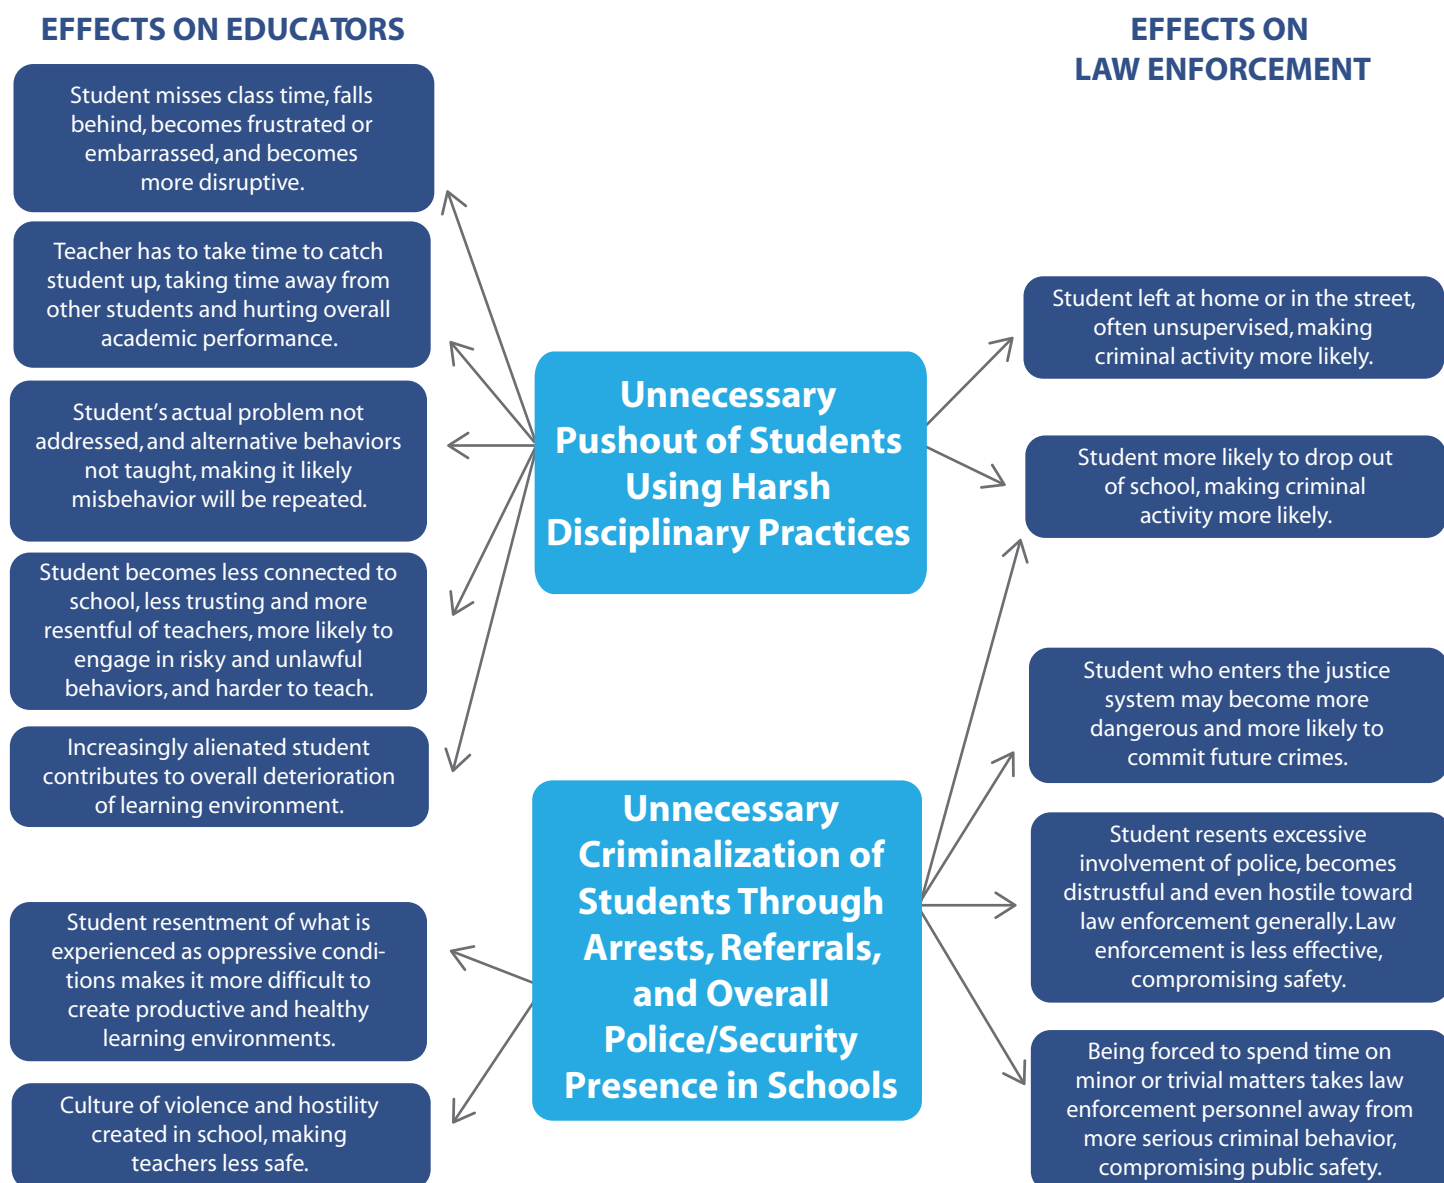 EFFECTS ON EDUCATORS
Student misses class time, falls
behind, becomes frustrated or
embarrassed, and becomes
more disruptive.
Teacher has to take time to catch
student up, taking time away from
other students and hurting overall
academic performance.
Student's actual problem not
addressed, and alternative behaviors
not taught, making it likely
misbehavior will be repeated.
Student becomes less connected to
school, less trusting and more
resentful of teachers, more likely to
engage in risky and unlawful
behaviors, and harder to teach.
Increasingly alienated student
contributes to overall deterioration
of learning environment.
Student resentment of what is
experienced as oppressive condi-
tions makes it more difficult to
create productive and healthy
learning environments.
Culture of violence and hostility
created in school, making
teachers less safe.
Unnecessary
Pushout of Students
Using Harsh
Disciplinary Practices
Unnecessary
Criminalization of
Students Through
Arrests, Referrals,
and Overall
Police/Security
Presence in Schools
EFFECTS ON
LAW ENFORCEMENT
Student left at home or in the street,
often unsupervised, making
criminal activity more likely.
Student more likely to drop out
of school, making criminal
activity more likely.
Student who enters the justice
system may become more
dangerous and more likely to
commit future crimes.
Student resents excessive
involvement of police, becomes
distrustful and even hostile toward
law enforcement generally. Law
enforcement is less effective,
compromising safety.
Being forced to spend time on
minor or trivial matters takes law
enforcement personnel away from
more serious criminal behavior,
compromising public safety.